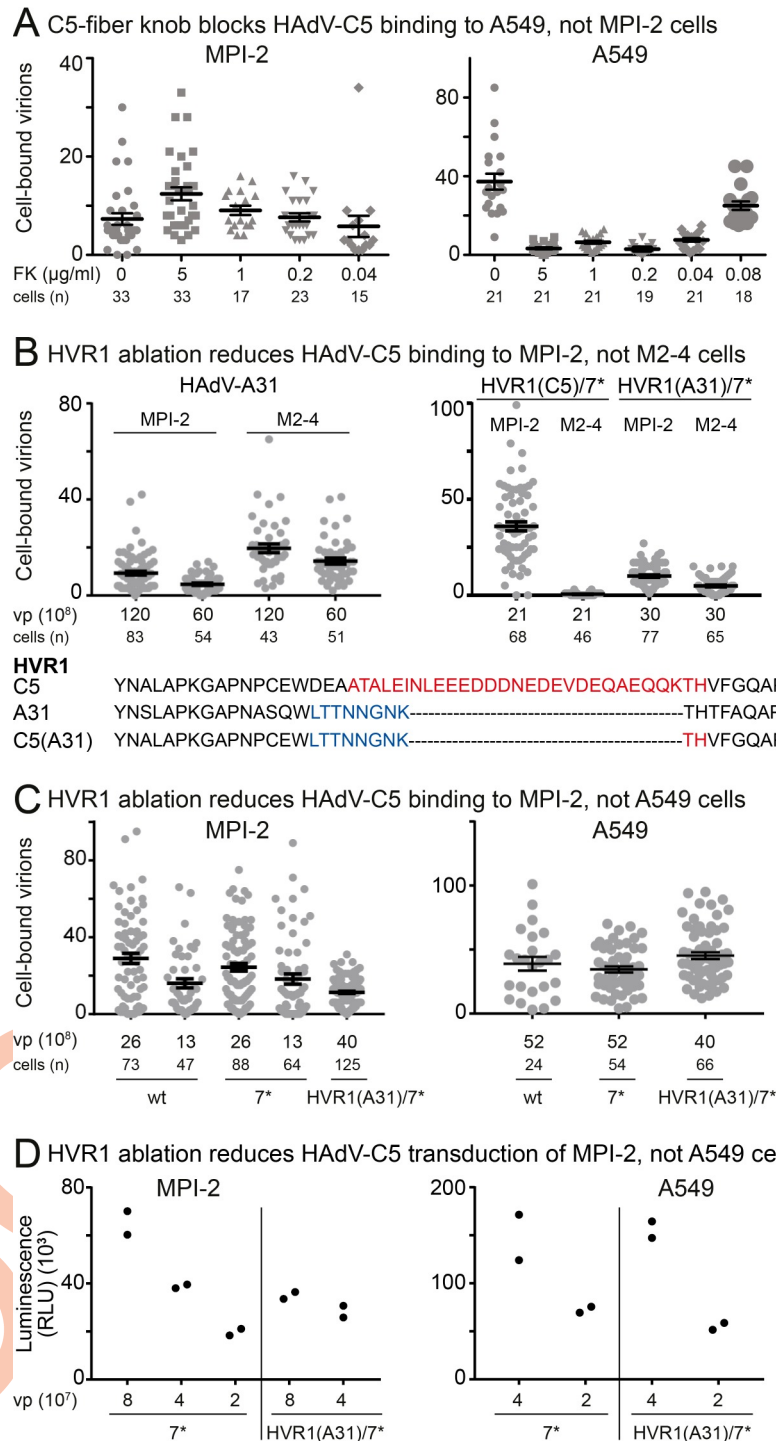 A C5-fiber knob blocks HAdV-C5 binding to A549, not MPI-2 cells
MPI-2
A549
Cell-bound virions
40
20
0
80
40
0
FK (µg/ml) 0 5 1 0.2 0.04 0 5 1 0.2 0.04 0.08
cells (n) 33 33 17 23 15 21 21 21 19 21 18
B HVR1 ablation reduces HAdV-C5 binding to MPI-2, not M2-4 cells
HAdV-A31
HVR1(C5)/7* HVR1(A31)/7*
MPI-2 M2-4
MPI-2 M2-4 MPI-2 M2-4
Cell-bound virions
80
40
0
100
50
0
vp (10⁸) 120 60 120 60 21 21 30 30
cells (n) 83 54 43 51 68 46 77 65
HVR1
C5 YNALAPKGAPNPCEWDEAATALEINLEEEDDDNEDEVDEQAEQQKTHVFGQAP
A31 YNSLAPKGAPNASQWLTTNNGNK----------------------------THTFAQAP
C5(A31) YNALAPKGAPNPCEWLTTNNGNK----------------------------THVFGQAP
C HVR1 ablation reduces HAdV-C5 binding to MPI-2, not A549 cells
MPI-2
A549
Cell-bound virions
80
40
0
100
0
vp (10⁸) 26 13 26 13 40 52 52 40
cells (n) 73 47 88 64 125 24 54 66
wt 7* HVR1(A31)/7* wt 7* HVR1(A31)/7*
D HVR1 ablation reduces HAdV-C5 transduction of MPI-2, not A549 ce
MPI-2
A549
Luminescence
(RLU) (10³)
80
40
0
200
100
0
vp (10⁷) 8 4 2 8 4 4 2 4 2
7* HVR1(A31)/7* 7* HVR1(A31)/7*